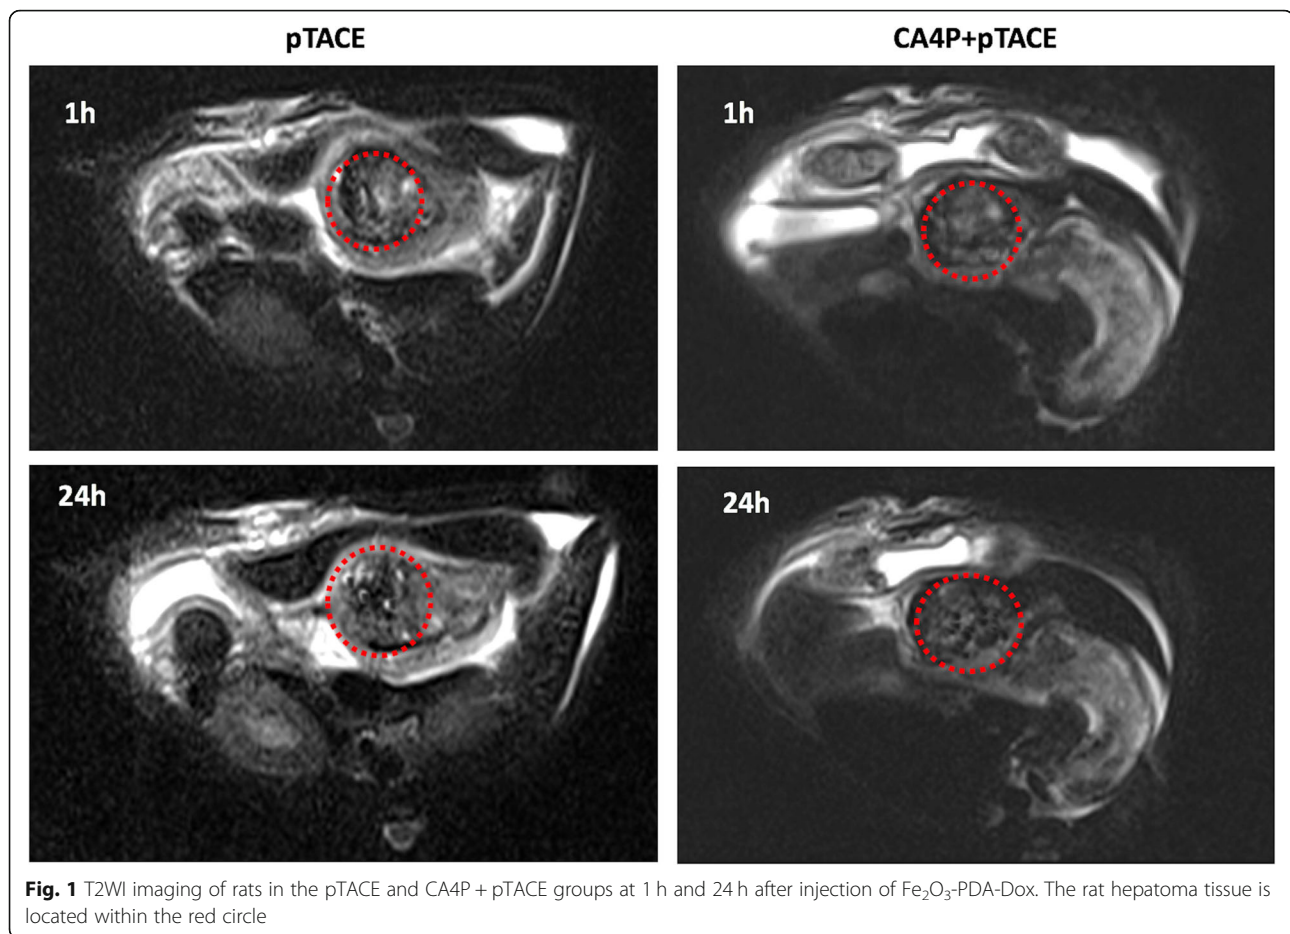 pTACE
CA4P+pTACE
1h
1h
24h
24h
Fig. 1 T2WI imaging of rats in the pTACE and CA4P + pTACE groups at 1 h and 24 h after injection of Fe₂O₃-PDA-Dox. The rat hepatoma tissue is
located within the red circle